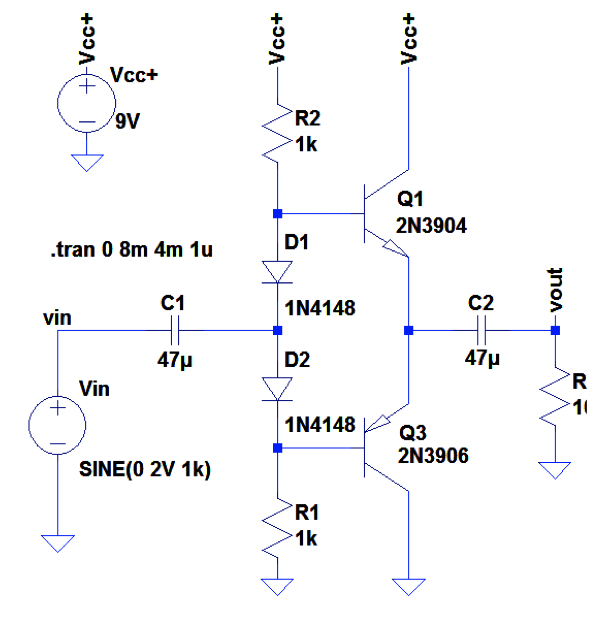 Vcc+
Vcc+
Vcc+
Vcc+
9V
R2
1k
Q1
2N3904
.tran 0 8m 4m 1u
D1
1N4148
vin
C1
47µ
C2
47µ
vout
D2
1N4148
Vin
SINE(0 2V 1k)
Q3
2N3906
R1
1k